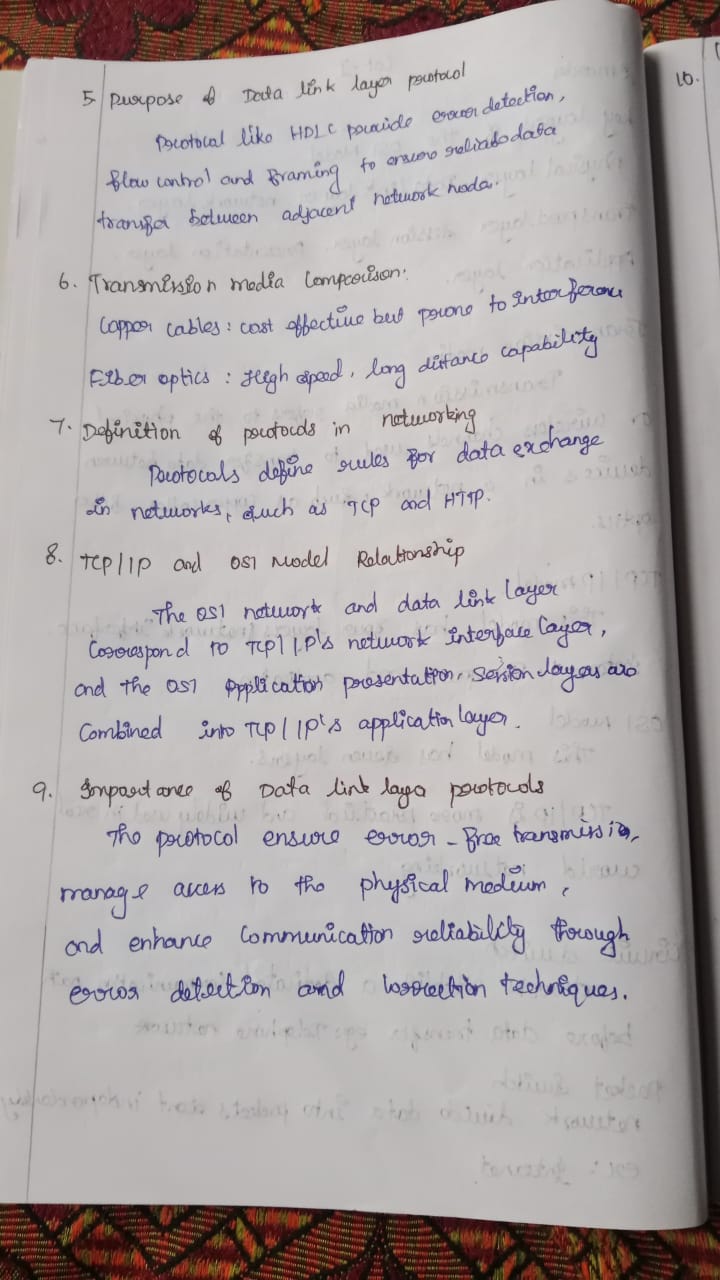 5. Purpose of Data link layer protocol
Protocol like HDLC provide error detection,
flow control and Framing to ensure reliable data
transfer between adjacent network node.
6. Transmission media Comparison:
Copper cables : cost effective but prone to interference
Fiber optics : High speed, long distance capability
7. Definition of protocols in networking
Protocols define rules for data exchange
in networks, such as TCP and HTTP.
8. TCP/IP and OSI Model Relationship
The OSI network and data link layer
Correspond to TCP/IP's network interface layer,
and the OSI Application presentation, Session layers are
Combined into TCP/IP's application layer.
9. Importance of Data link layer protocols
The protocol ensure error-free transmission,
manage access to the physical medium,
and enhance Communication reliability through
error detection and correction techniques.
10.